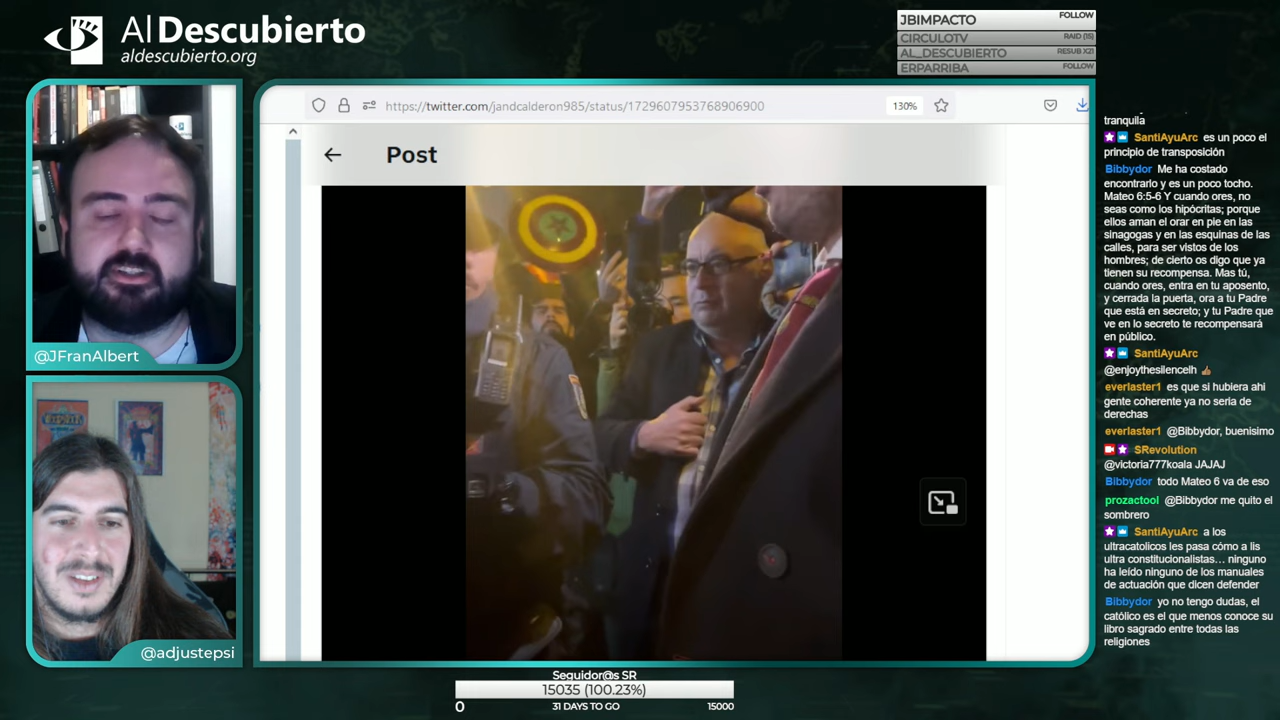 Al Descubierto
aldescubierto.org
JBIMPACTO FOLLOW
CIRCULOTV RAID (15)
AL_DESCUBIERTO RESUB X21
ERPARRIBA FOLLOW
https://twitter.com/jandcalderon985/status/1729607953768906900
130%
Post
@JFranAlbert
@adjustepsi
tranquila
SantiAyuArc es un poco el
principio de transposición
Bibbydor Me ha costado
encontrarlo y es un poco tocho.
Mateo 6:5-6 Y cuando ores, no
seas como los hipócritas; porque
ellos aman el orar en pie en las
sinagogas y en las esquinas de las
calles, para ser vistos de los
hombres; de cierto os digo que ya
tienen su recompensa. Mas tú,
cuando ores, entra en tu aposento,
y cerrada la puerta, ora a tu Padre
que está en secreto; y tu Padre que
ve en lo secreto te recompensará
en público.
SantiAyuArc
@enjoythesilencelh
everlaster1 es que si hubiera ahi
gente coherente ya no seria de
derechas
everlaster1 @Bibbydor, buenisimo
SRevolution
@victoria777koala JAJAJ
Bibbydor todo Mateo 6 va de eso
prozactool @Bibbydor me quito el
sombrero
SantiAyuArc a los
ultracatolicos les pasa cómo a lis
ultra constitucionalistas... ninguno
ha leído ninguno de los manuales
de actuación que dicen defender
Bibbydor yo no tengo dudas, el
católico es el que menos conoce su
libro sagrado entre todas las
religiones
Seguidor@s SR
15035 (100.23%)
0 31 DAYS TO GO 15000